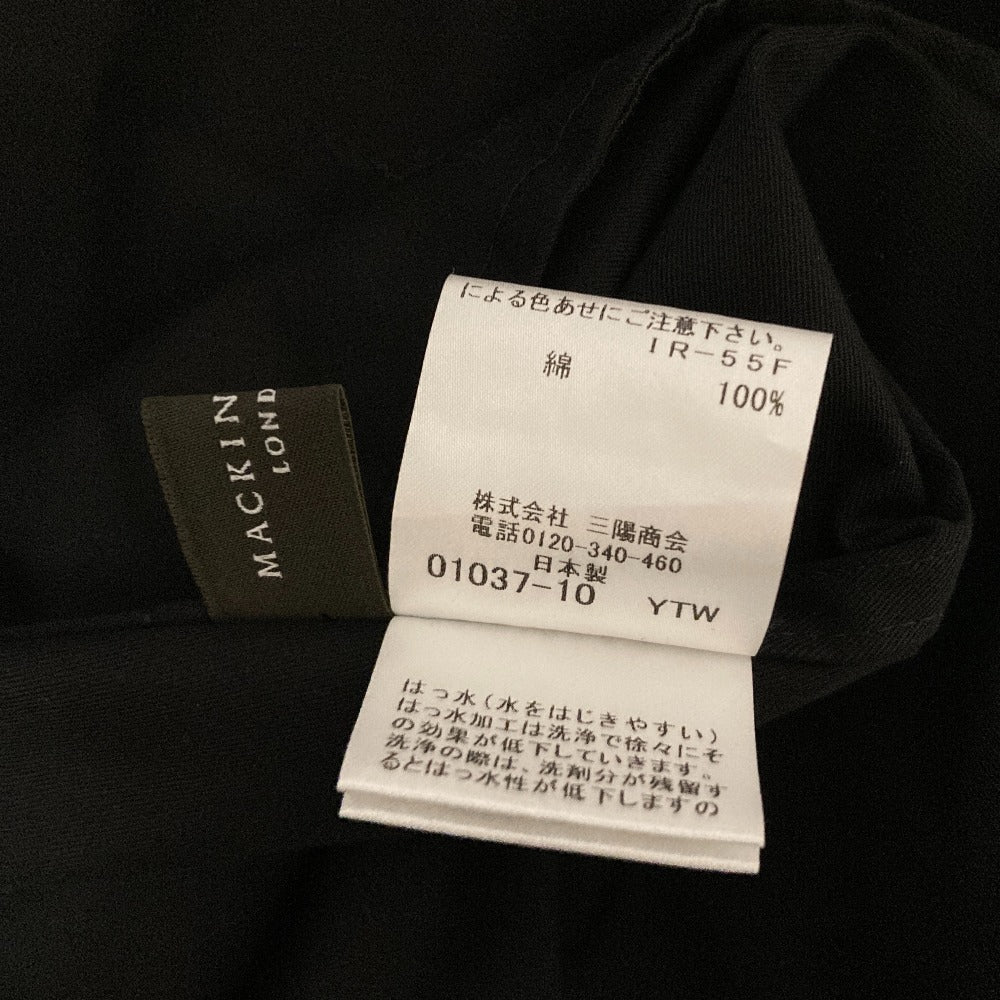 MACKIN
LOND
による色あせにご注意下さい。
IR-55F
綿 100%
株式会社 三陽商会
電話0120-340-460
日本製
01037-10 YTW
はっ水(水をはじきやすい)
はっ水加工は洗浄で徐々にそ
の効果が低下していきます。
洗浄の際は、洗剤分が残留す
るとはっ水性が低下しますの